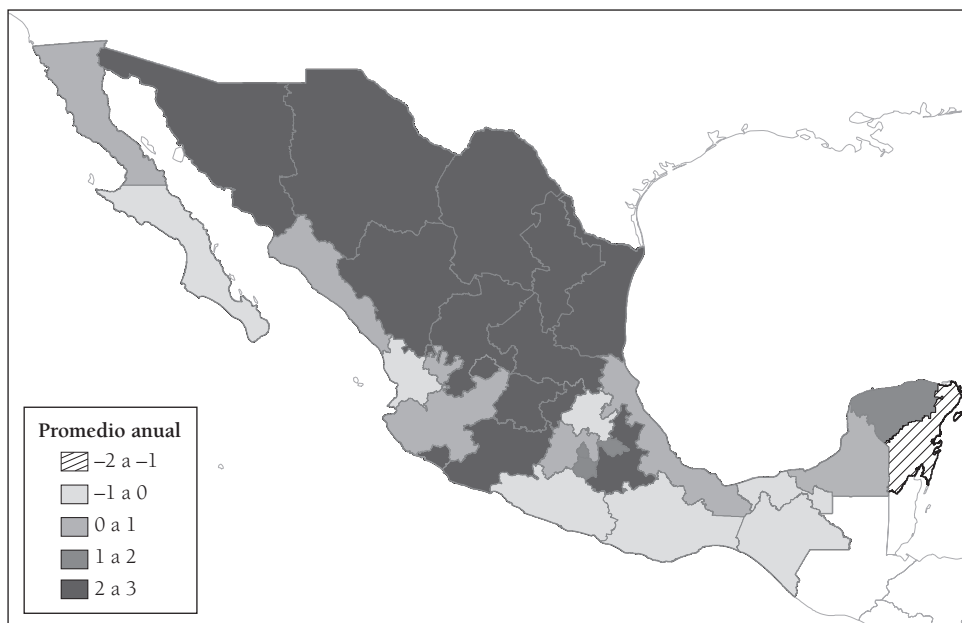 Promedio anual
–2 a –1
–1 a 0
0 a 1
1 a 2
2 a 3